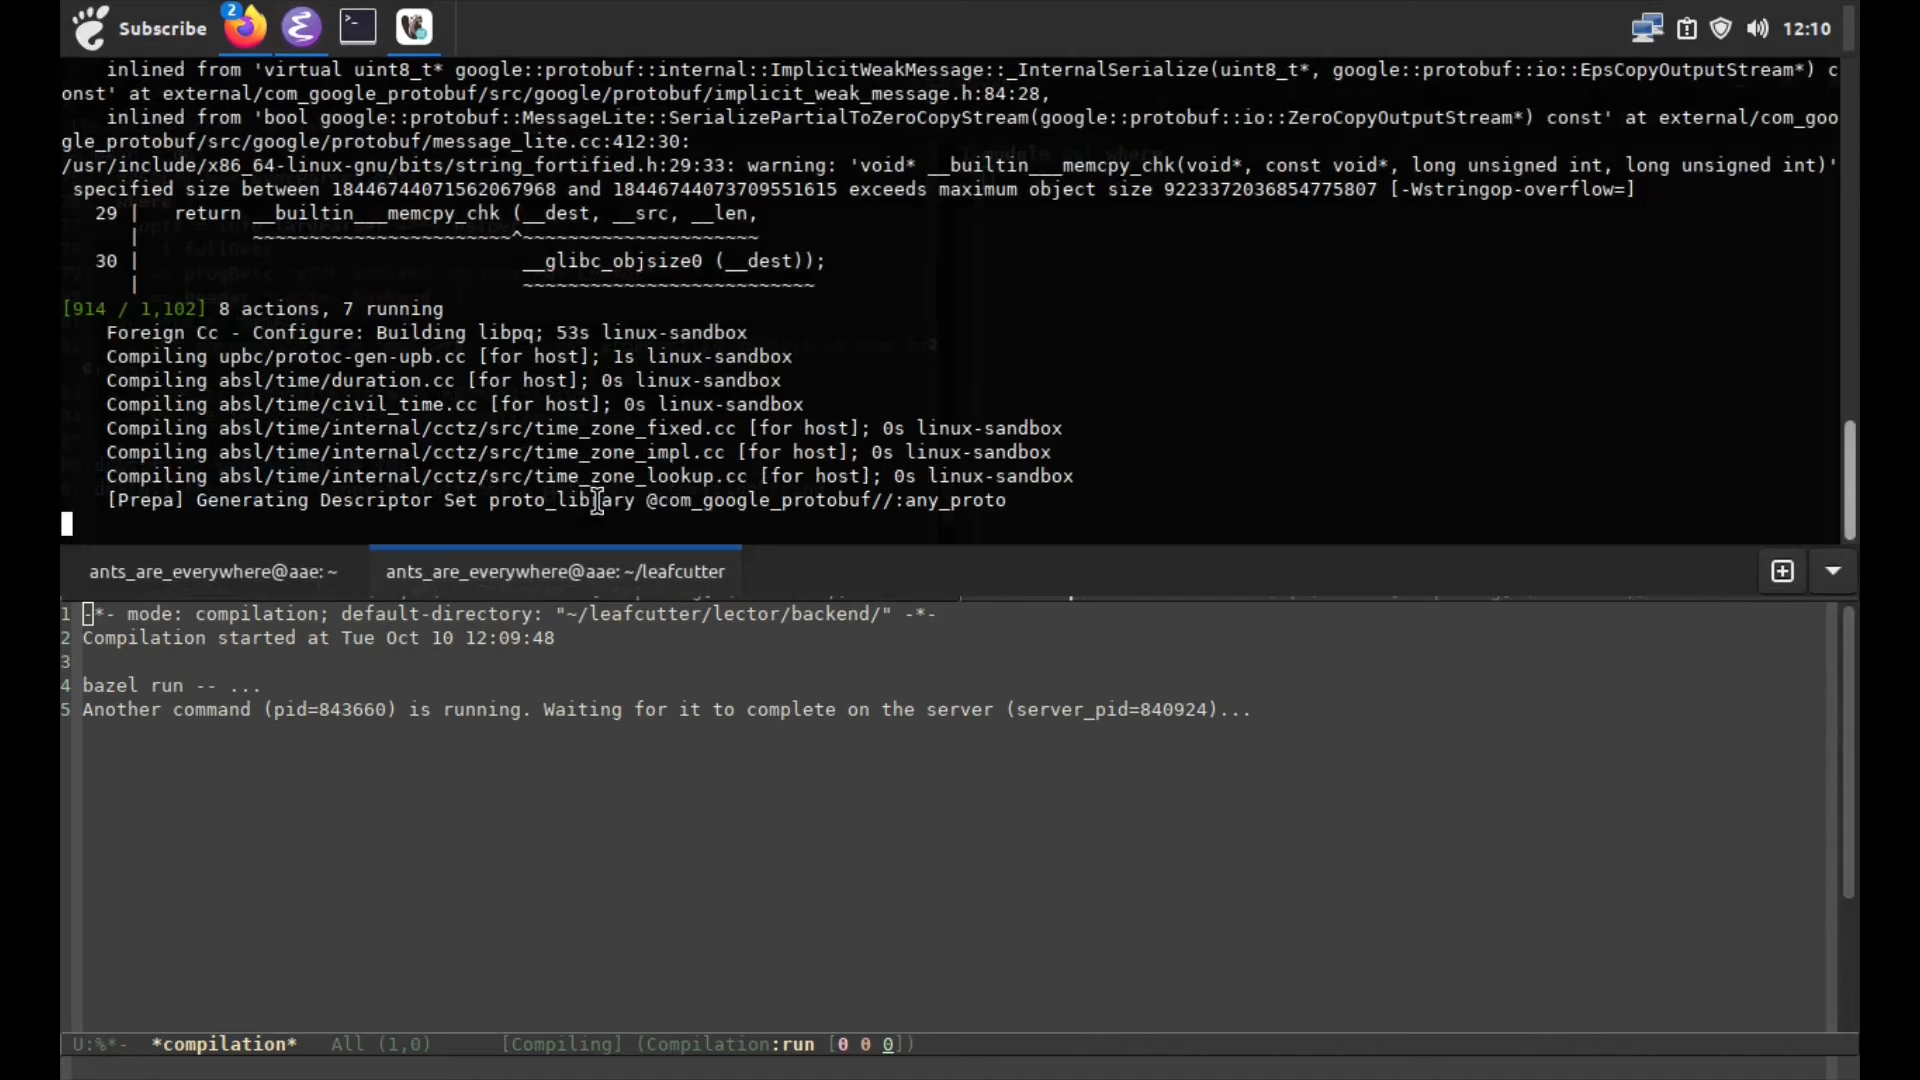 2
Subscribe
12:10
inlined from 'virtual uint8_t* google::protobuf::internal::ImplicitWeakMessage::_InternalSerialize(uint8_t*, google::protobuf::io::EpsCopyOutputStream*) c
onst' at external/com_google_protobuf/src/google/protobuf/implicit_weak_message.h:84:28,
inlined from 'bool google::protobuf::MessageLite::SerializePartialToZeroCopyStream(google::protobuf::io::ZeroCopyOutputStream*) const' at external/com_goo
gle_protobuf/src/google/protobuf/message_lite.cc:412:30:
/usr/include/x86_64-linux-gnu/bits/string_fortified.h:29:33: warning: 'void* __builtin___memcpy_chk(void*, const void*, long unsigned int, long unsigned int)'
specified size between 18446744071562067968 and 18446744073709551615 exceeds maximum object size 9223372036854775807 [-Wstringop-overflow=]
29 |   return __builtin___memcpy_chk (__dest, __src, __len,
|          ~~~~~~~~~~~~~~~~~~~~~~~^~~~~~~~~~~~~~~~~~~~~~
30 |                                  __glibc_objsize0 (__dest));
|                                  ~~~~~~~~~~~~~~~~~~~~~~~~~~
[914 / 1,102] 8 actions, 7 running
Foreign Cc - Configure: Building libpq; 53s linux-sandbox
Compiling upbc/protoc-gen-upb.cc [for host]; 1s linux-sandbox
Compiling absl/time/duration.cc [for host]; 0s linux-sandbox
Compiling absl/time/civil_time.cc [for host]; 0s linux-sandbox
Compiling absl/time/internal/cctz/src/time_zone_fixed.cc [for host]; 0s linux-sandbox
Compiling absl/time/internal/cctz/src/time_zone_impl.cc [for host]; 0s linux-sandbox
Compiling absl/time/internal/cctz/src/time_zone_lookup.cc [for host]; 0s linux-sandbox
[Prepa] Generating Descriptor Set proto_library @com_google_protobuf//:any_proto
ants_are_everywhere@aae: ~
ants_are_everywhere@aae: ~/leafcutter
1 -*- mode: compilation; default-directory: "~/leafcutter/lector/backend/" -*-
2 Compilation started at Tue Oct 10 12:09:48
3
4 bazel run -- ...
5 Another command (pid=843660) is running. Waiting for it to complete on the server (server_pid=840924)...
U:%*-  *compilation*   All (1,0)      [Compiling] (Compilation:run [0 0 0])